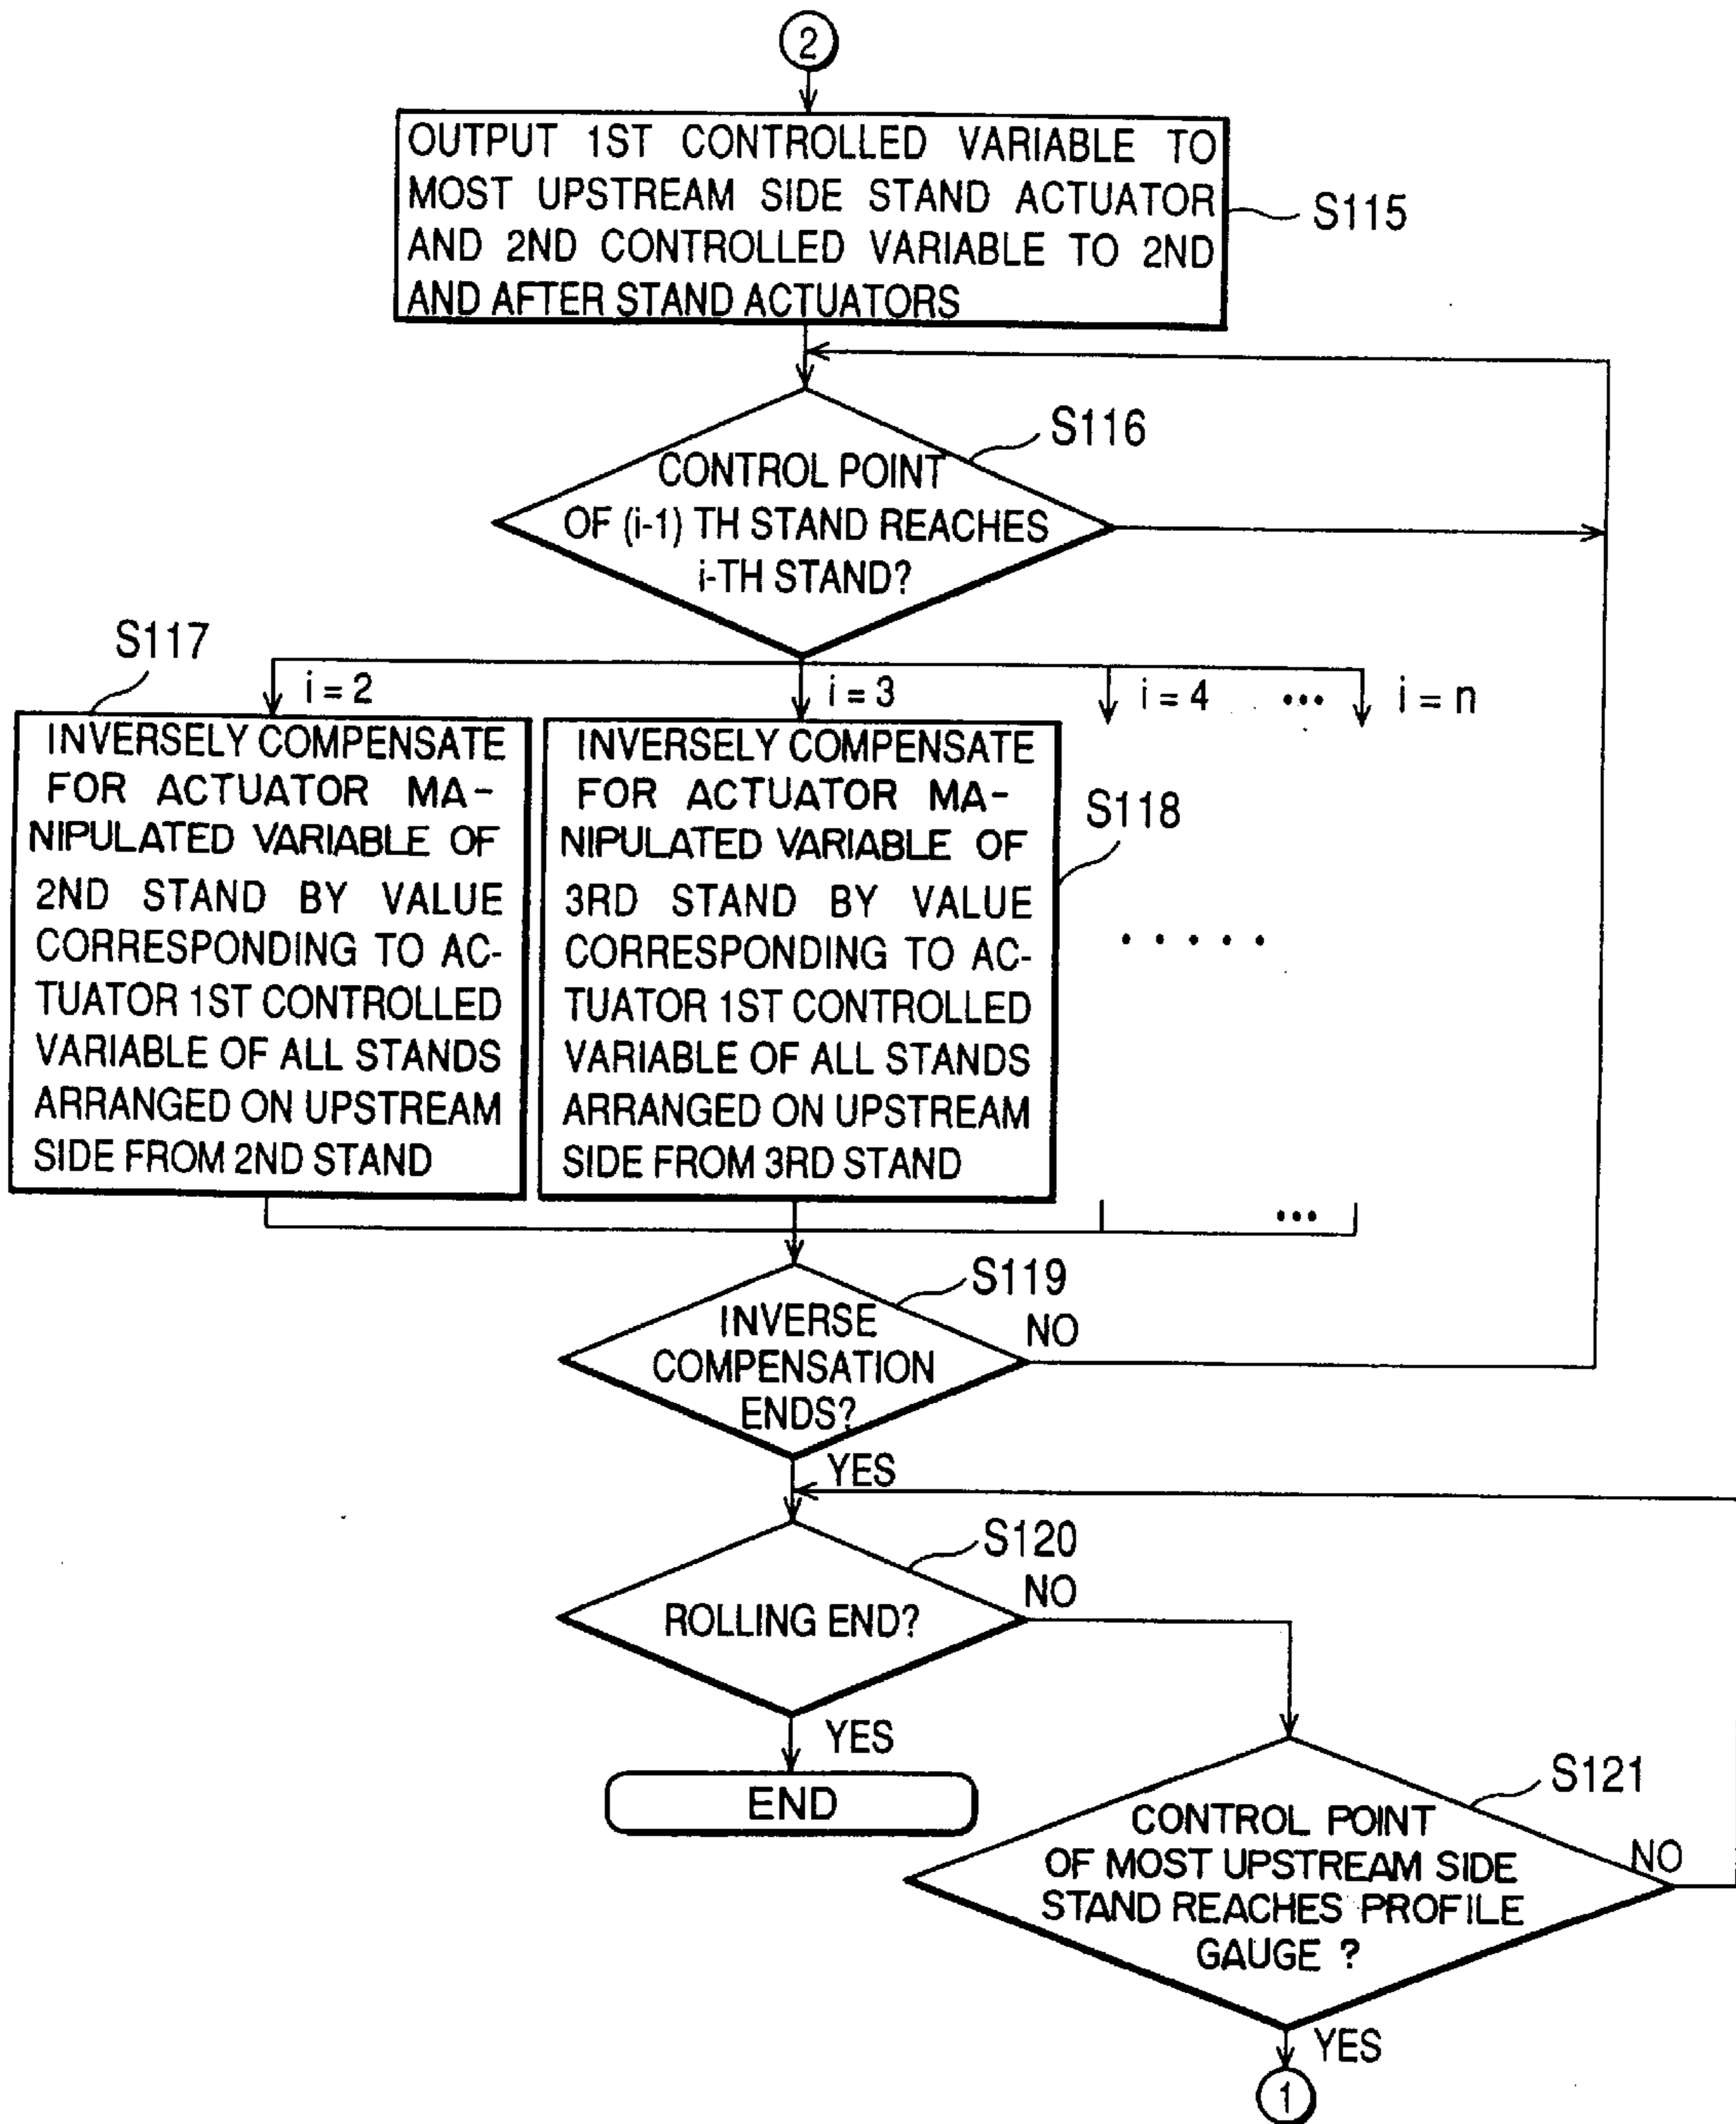 2
OUTPUT 1ST CONTROLLED VARIABLE TO
MOST UPSTREAM SIDE STAND ACTUATOR
AND 2ND CONTROLLED VARIABLE TO 2ND
AND AFTER STAND ACTUATORS
S115
S116
CONTROL POINT
OF (i-1) TH STAND REACHES
i-TH STAND?
S117
i = 2
i = 3
i = 4
...
i = n
INVERSELY COMPENSATE
FOR ACTUATOR MA-
NIPULATED VARIABLE OF
2ND STAND BY VALUE
CORRESPONDING TO AC-
TUATOR 1ST CONTROLLED
VARIABLE OF ALL STANDS
ARRANGED ON UPSTREAM
SIDE FROM 2ND STAND
INVERSELY COMPENSATE
FOR ACTUATOR MA-
NIPULATED VARIABLE OF
3RD STAND BY VALUE
CORRESPONDING TO AC-
TUATOR 1ST CONTROLLED
VARIABLE OF ALL STANDS
ARRANGED ON UPSTREAM
SIDE FROM 3RD STAND
S118
.....
...
S119
INVERSE
COMPENSATION
ENDS?
NO
YES
S120
ROLLING END?
NO
YES
END
S121
CONTROL POINT
OF MOST UPSTREAM SIDE
STAND REACHES PROFILE
GAUGE ?
NO
YES
1